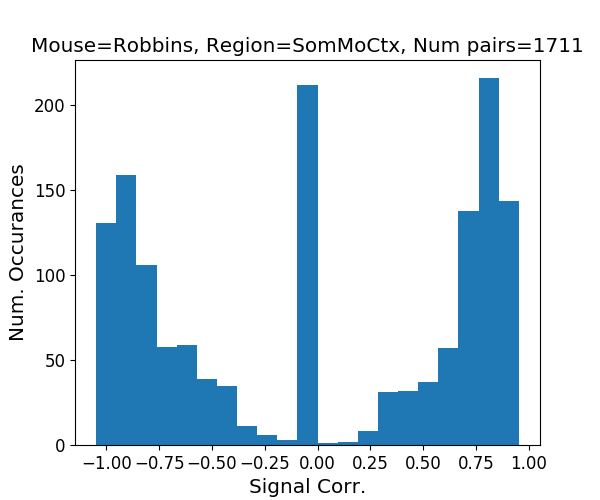 Mouse=Robbins, Region=SomMoCtx, Num pairs=1711
Num. Occurances
200
150
100
50
0
−1.00 −0.75 −0.50 −0.25 0.00 0.25 0.50 0.75 1.00
Signal Corr.